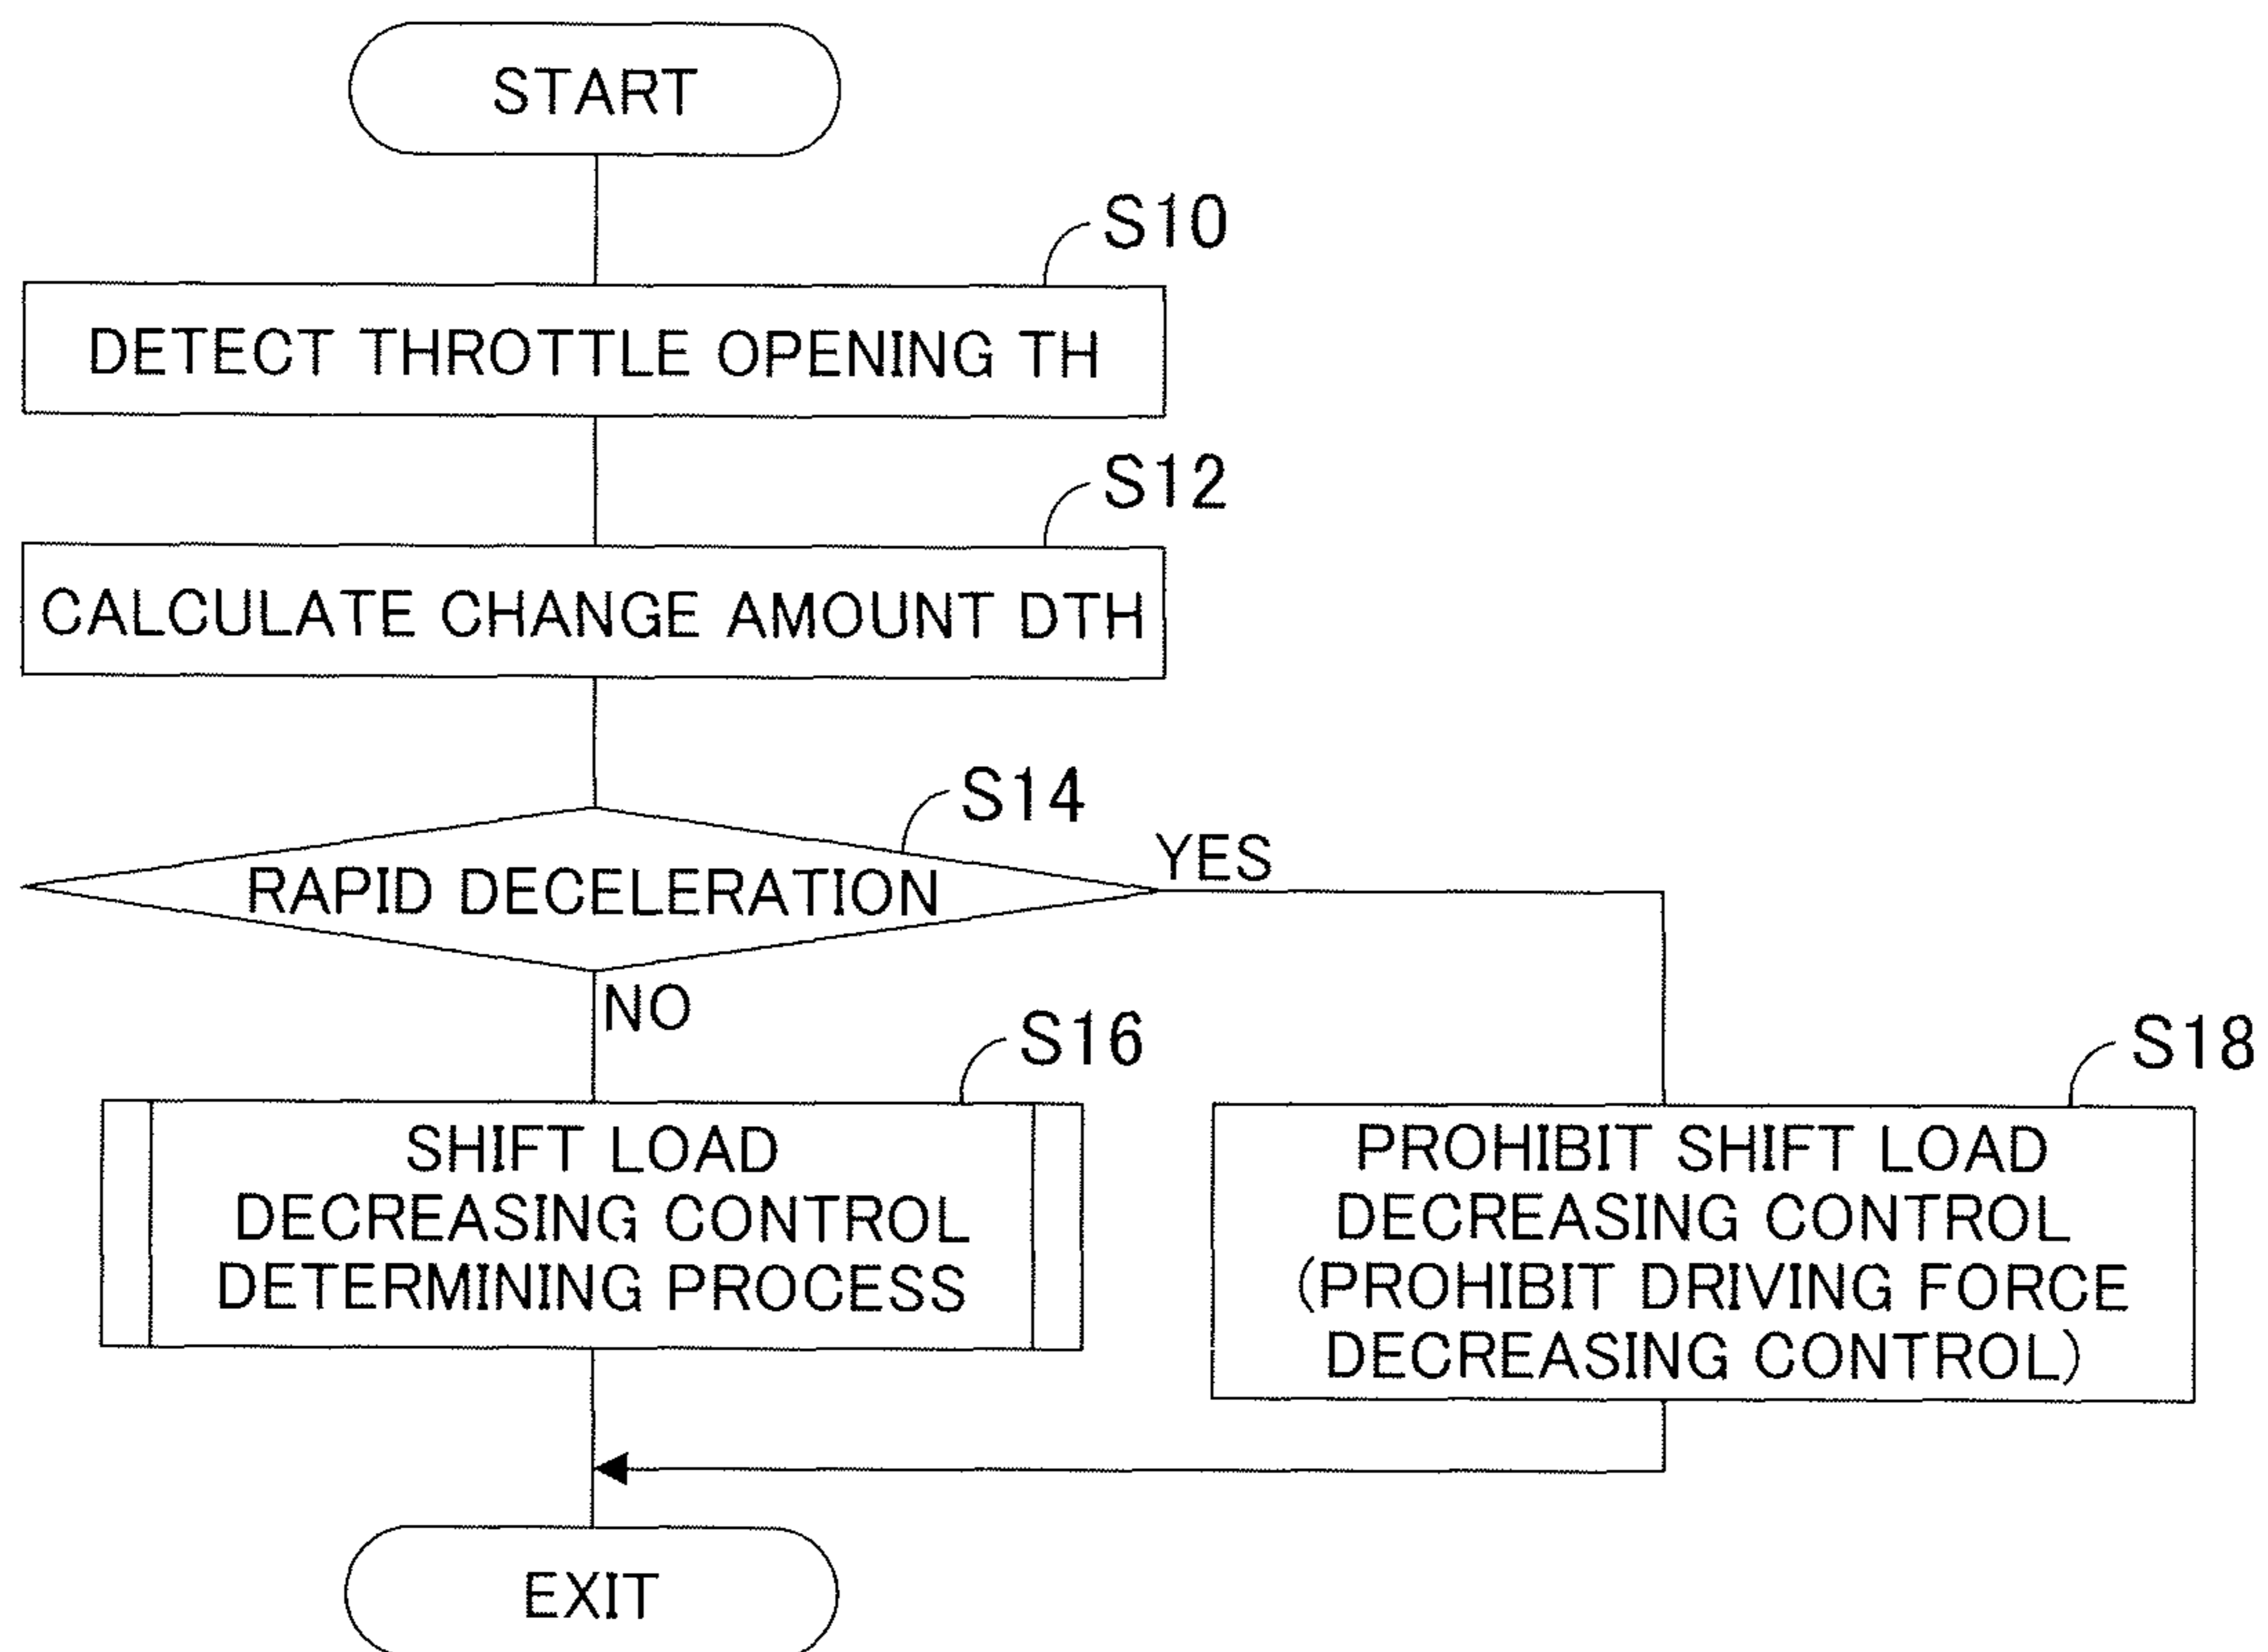 START
S10
DETECT THROTTLE OPENING TH
S12
CALCULATE CHANGE AMOUNT DTH
S14
RAPID DECELERATION
YES
NO
S16
SHIFT LOAD
DECREASING CONTROL
DETERMINING PROCESS
S18
PROHIBIT SHIFT LOAD
DECREASING CONTROL
(PROHIBIT DRIVING FORCE
DECREASING CONTROL)
EXIT